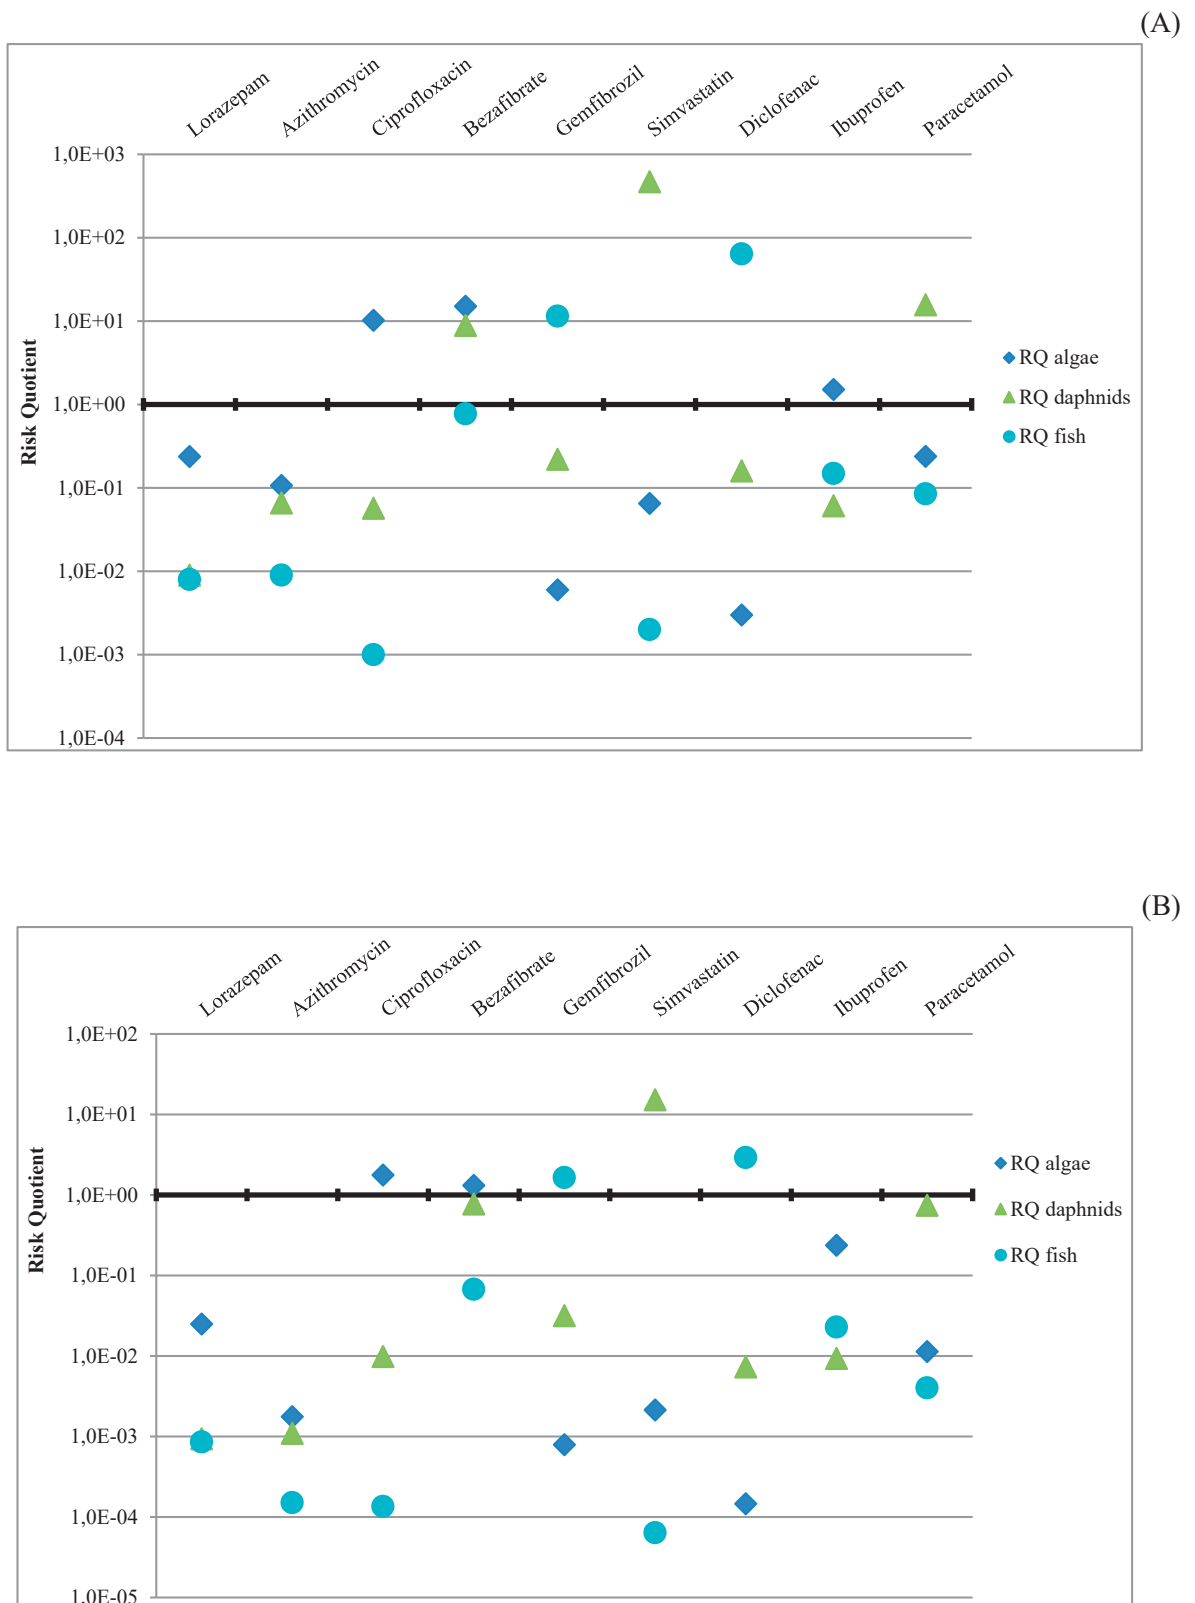 (A)
Lorazepam
Azithromycin
Ciprofloxacin
Bezafibrate
Gemfibrozil
Simvastatin
Diclofenac
Ibuprofen
Paracetamol
1,0E+03
1,0E+02
1,0E+01
1,0E+00
1,0E-01
1,0E-02
1,0E-03
1,0E-04
Risk Quotient
RQ algae
RQ daphnids
RQ fish
(B)
Lorazepam
Azithromycin
Ciprofloxacin
Bezafibrate
Gemfibrozil
Simvastatin
Diclofenac
Ibuprofen
Paracetamol
1,0E+02
1,0E+01
1,0E+00
1,0E-01
1,0E-02
1,0E-03
1,0E-04
1,0E-05
Risk Quotient
RQ algae
RQ daphnids
RQ fish